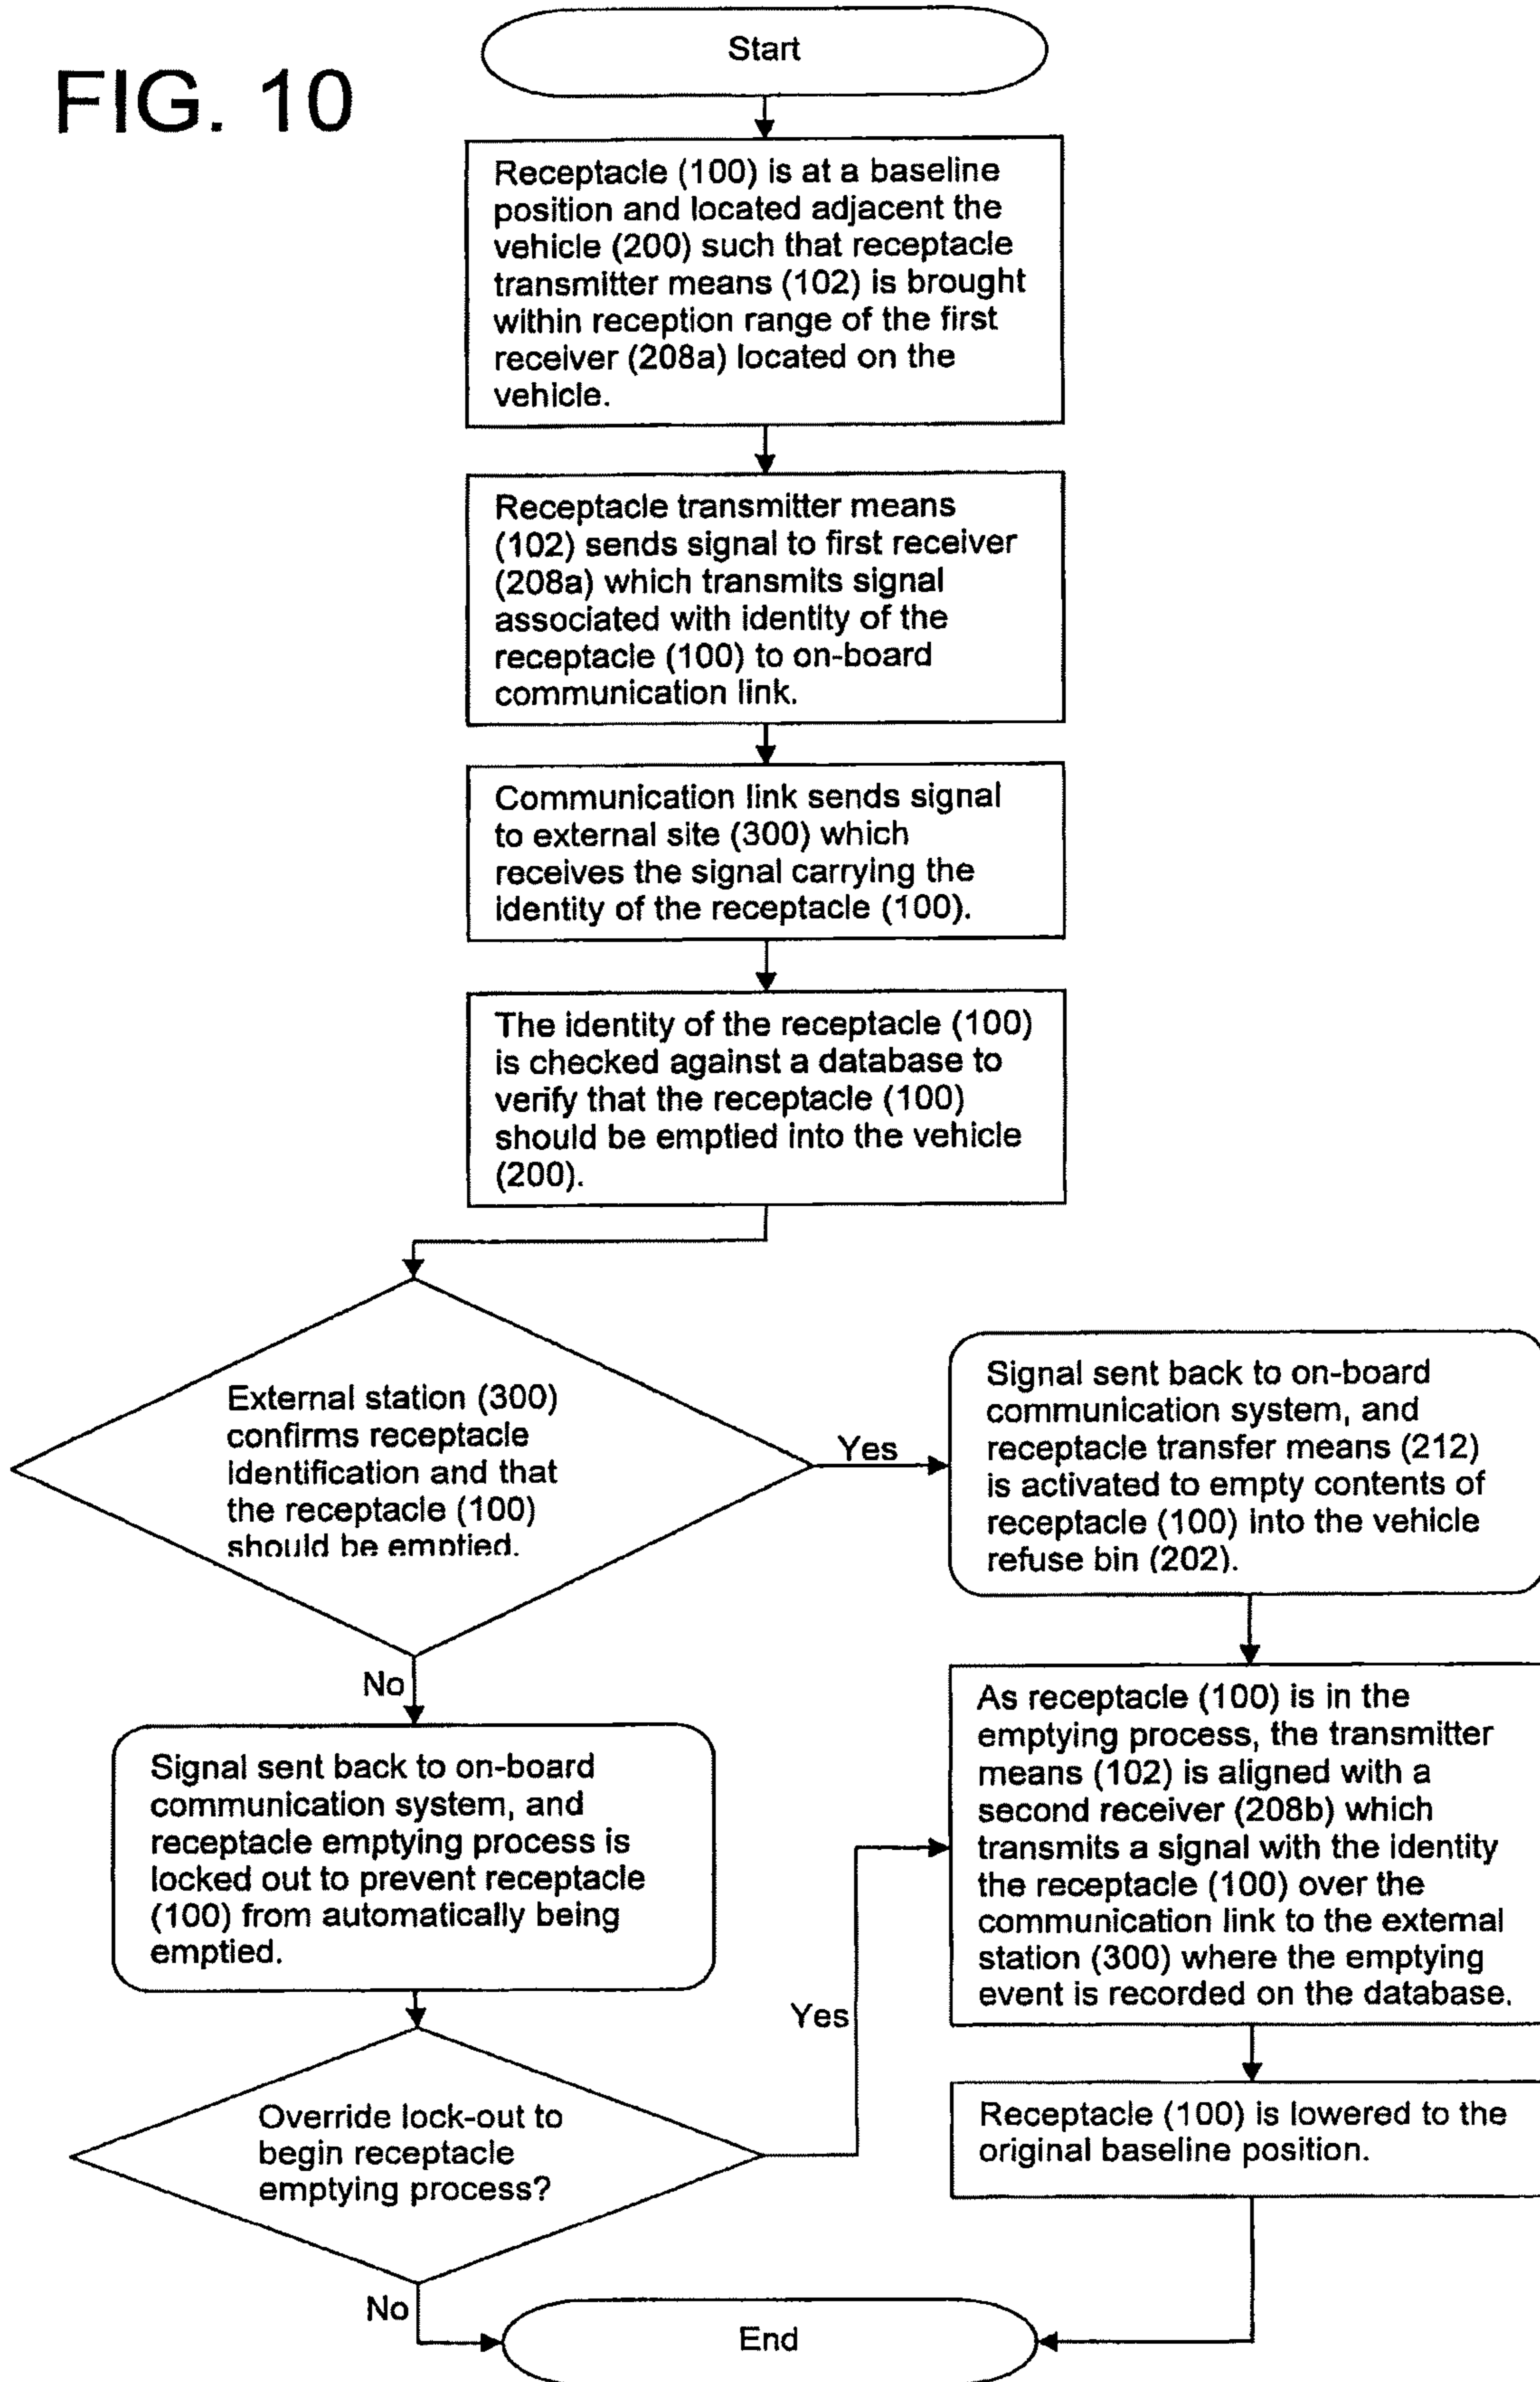 FIG. 10
Start
Receptacle (100) is at a baseline
position and located adjacent the
vehicle (200) such that receptacle
transmitter means (102) is brought
within reception range of the first
receiver (208a) located on the
vehicle.
Receptacle transmitter means
(102) sends signal to first receiver
(208a) which transmits signal
associated with identity of the
receptacle (100) to on-board
communication link.
Communication link sends signal
to external site (300) which
receives the signal carrying the
identity of the receptacle (100).
The identity of the receptacle (100)
is checked against a database to
verify that the receptacle (100)
should be emptied into the vehicle
(200).
External station (300)
confirms receptacle
identification and that
the receptacle (100)
should be emptied.
Yes
Signal sent back to on-board
communication system, and
receptacle transfer means (212)
is activated to empty contents of
receptacle (100) into the vehicle
refuse bin (202).
No
Signal sent back to on-board
communication system, and
receptacle emptying process is
locked out to prevent receptacle
(100) from automatically being
emptied.
As receptacle (100) is in the
emptying process, the transmitter
means (102) is aligned with a
second receiver (208b) which
transmits a signal with the identity
the receptacle (100) over the
communication link to the external
station (300) where the emptying
event is recorded on the database.
Yes
Override lock-out to
begin receptacle
emptying process?
Receptacle (100) is lowered to the
original baseline position.
No
End